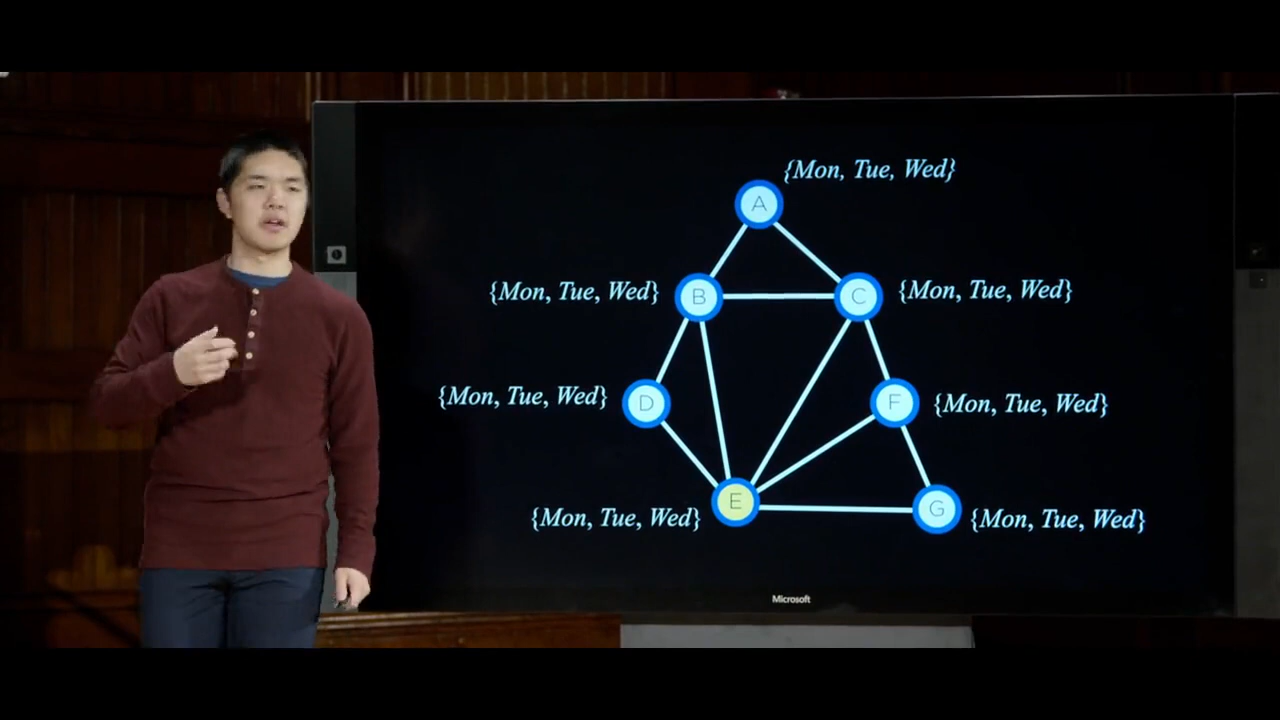 {Mon, Tue, Wed}
A
{Mon, Tue, Wed}
B
C
{Mon, Tue, Wed}
{Mon, Tue, Wed}
D
F
{Mon, Tue, Wed}
{Mon, Tue, Wed}
E
G
{Mon, Tue, Wed}
Microsoft